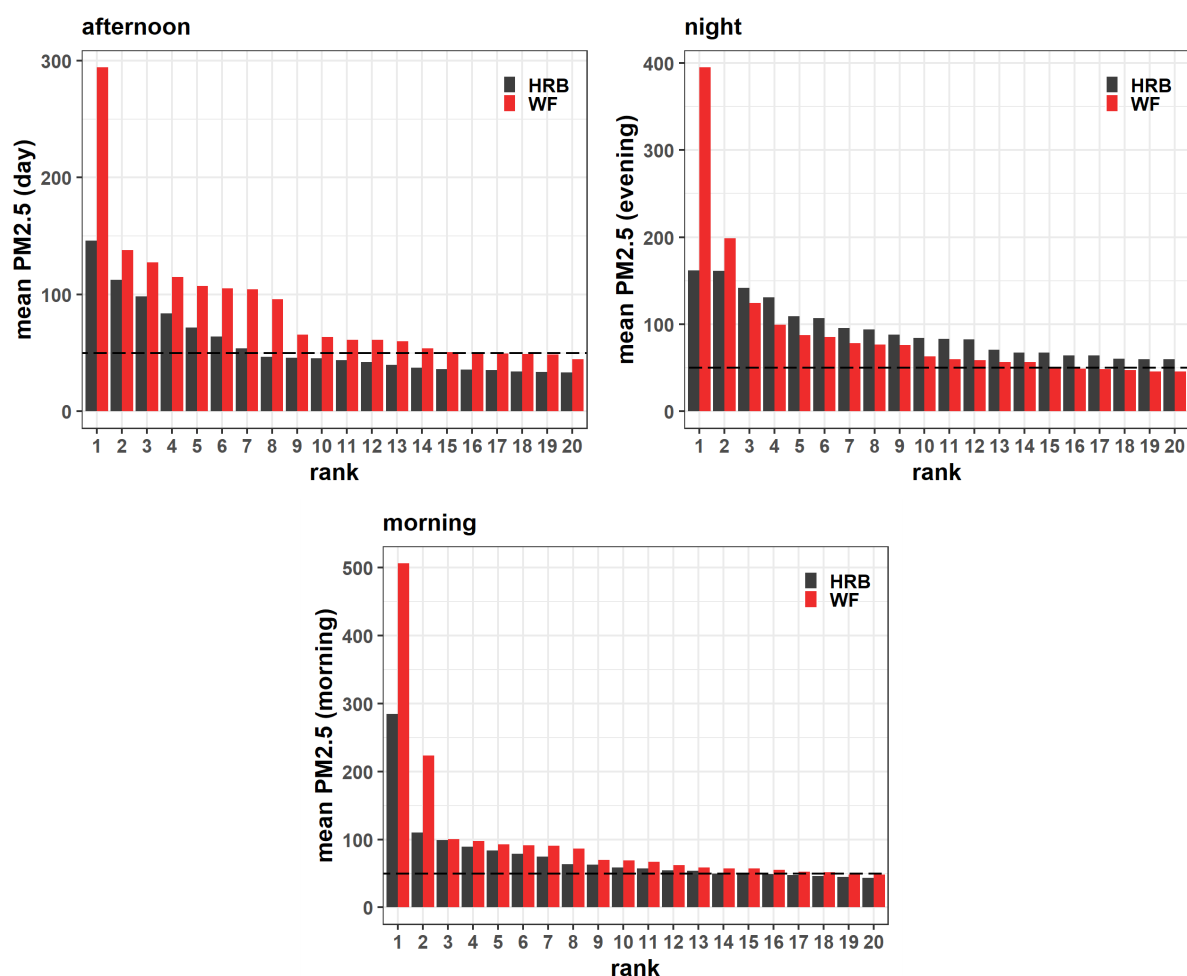 afternoon
mean PM2.5 (day)
300
200
100
0
HRB
WF
1 2 3 4 5 6 7 8 9 10 11 12 13 14 15 16 17 18 19 20
rank
night
mean PM2.5 (evening)
400
300
200
100
0
HRB
WF
1 2 3 4 5 6 7 8 9 10 11 12 13 14 15 16 17 18 19 20
rank
morning
mean PM2.5 (morning)
500
400
300
200
100
0
HRB
WF
1 2 3 4 5 6 7 8 9 10 11 12 13 14 15 16 17 18 19 20
rank